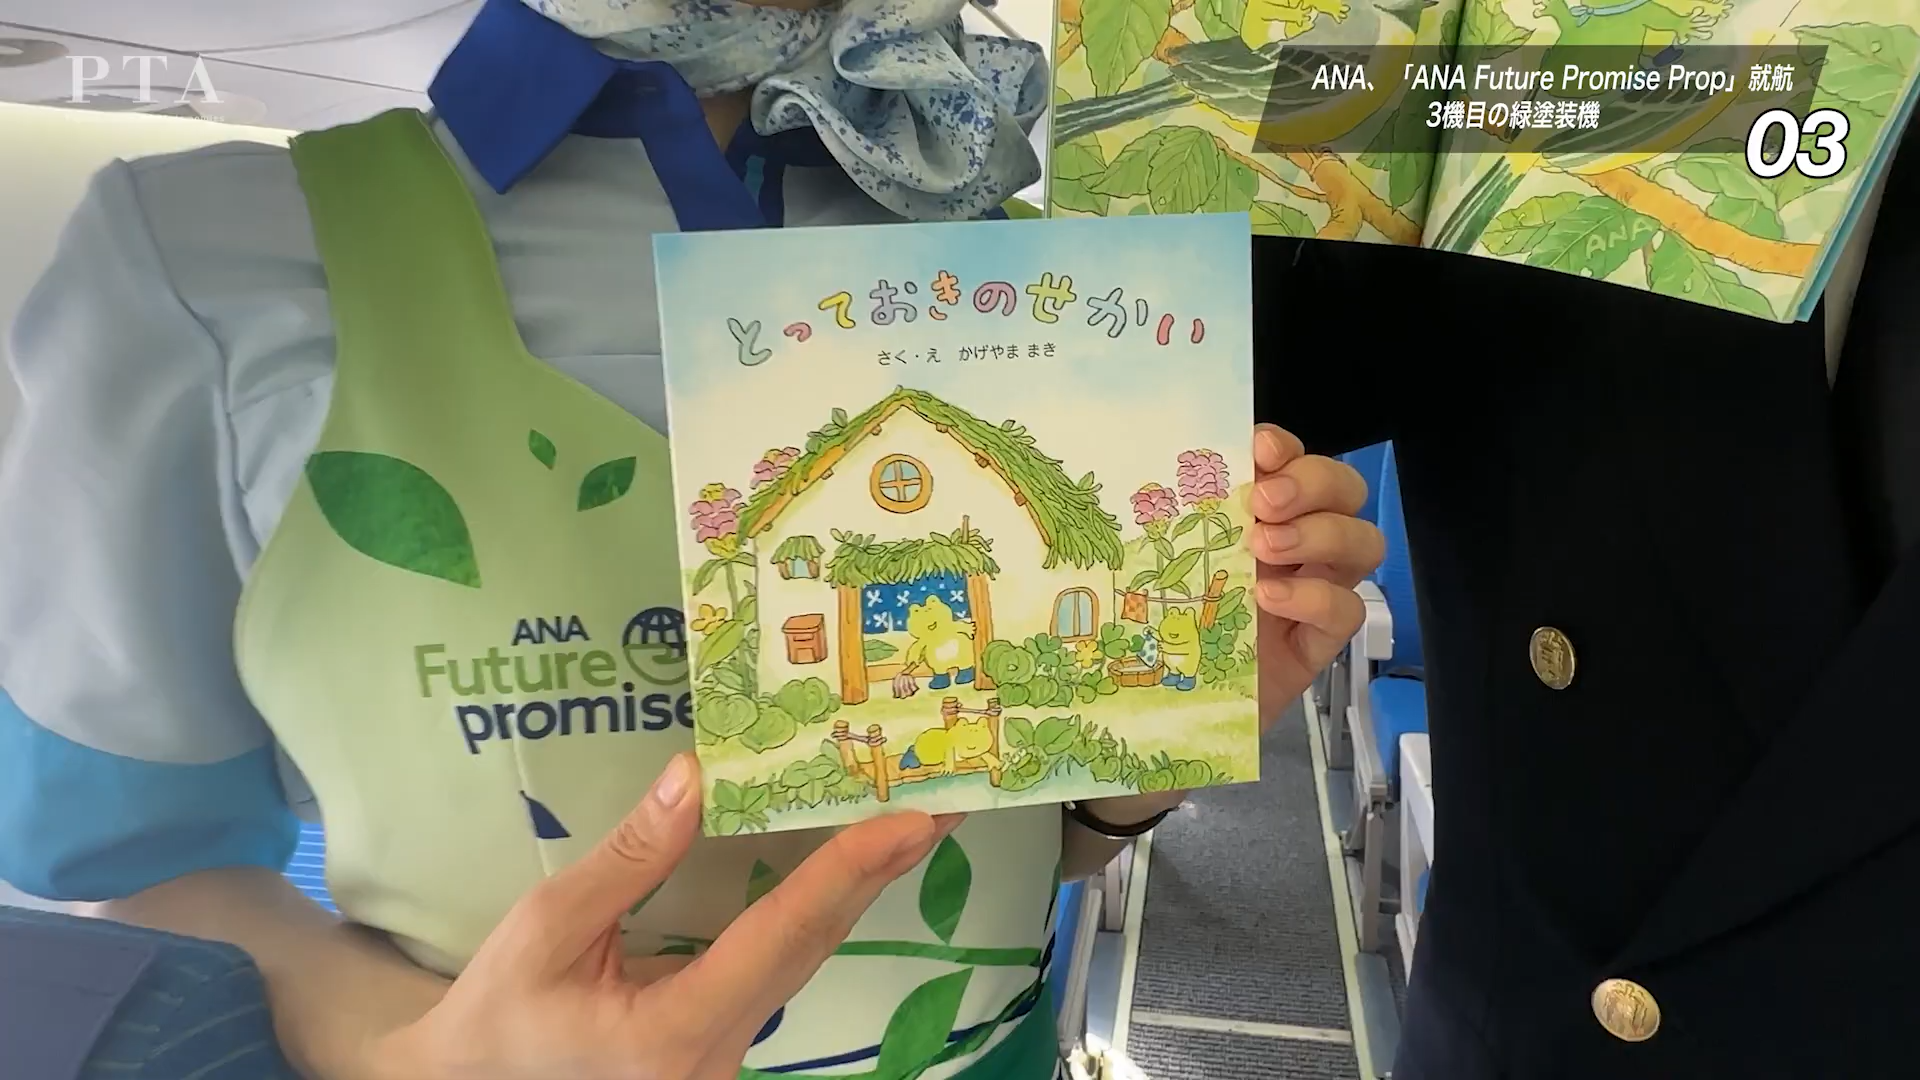 PTA
ANA、「ANA Future Promise Prop」就航
3機目の緑塗装機
03
ANA
とっておきのせかい
さく・え　かげやま まき
ANA
Future
promise